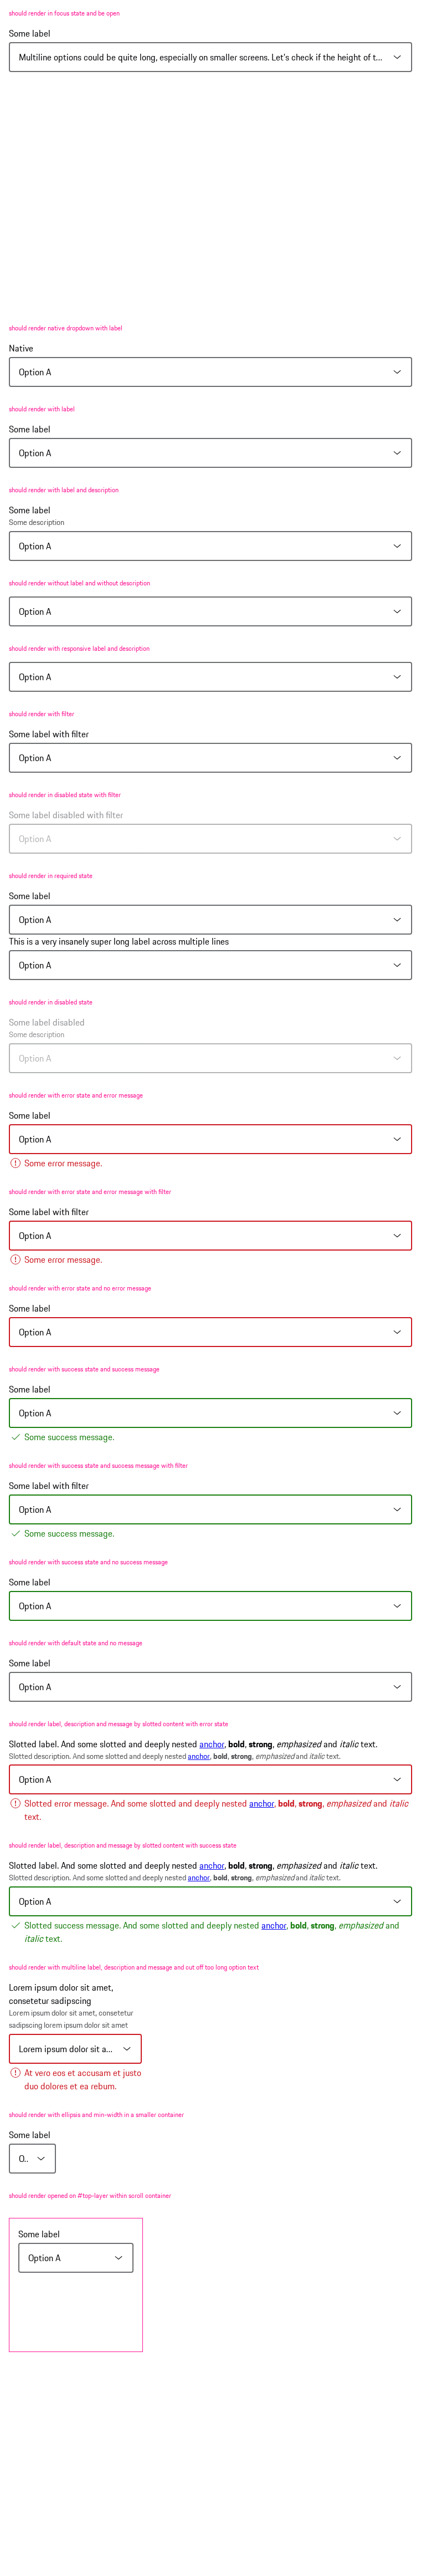 should render in focus state and be open
Some label
Multiline options could be quite long, especially on smaller screens. Let's check if the height of t...
should render native dropdown with label
Native
Option A
should render with label
Some label
Option A
should render with label and description
Some label
Some description
Option A
should render without label and without description
Option A
should render with responsive label and description
Option A
should render with filter
Some label with filter
Option A
should render in disabled state with filter
Some label disabled with filter
Option A
should render in required state
Some label
Option A
This is a very insanely super long label across multiple lines
Option A
should render in disabled state
Some label disabled
Some description
Option A
should render with error state and error message
Some label
Option A
Some error message.
should render with error state and error message with filter
Some label with filter
Option A
Some error message.
should render with error state and no error message
Some label
Option A
should render with success state and success message
Some label
Option A
Some success message.
should render with success state and success message with filter
Some label with filter
Option A
Some success message.
should render with success state and no success message
Some label
Option A
should render with default state and no message
Some label
Option A
should render label, description and message by slotted content with error state
Slotted label. And some slotted and deeply nested anchor, bold, strong, emphasized and italic text.
Slotted description. And some slotted and deeply nested anchor, bold, strong, emphasized and italic text.
Option A
Slotted error message. And some slotted and deeply nested anchor, bold, strong, emphasized and italic
text.
should render label, description and message by slotted content with success state
Slotted label. And some slotted and deeply nested anchor, bold, strong, emphasized and italic text.
Slotted description. And some slotted and deeply nested anchor, bold, strong, emphasized and italic text.
Option A
Slotted success message. And some slotted and deeply nested anchor, bold, strong, emphasized and
italic text.
should render with multiline label, description and message and cut off too long option text
Lorem ipsum dolor sit amet,
consetetur sadipscing
Lorem ipsum dolor sit amet, consetetur
sadipscing lorem ipsum dolor sit amet
Lorem ipsum dolor sit a...
At vero eos et accusam et justo
duo dolores et ea rebum.
should render with ellipsis and min-width in a smaller container
Some label
O..
should render opened on #top-layer within scroll container
Some label
Option A